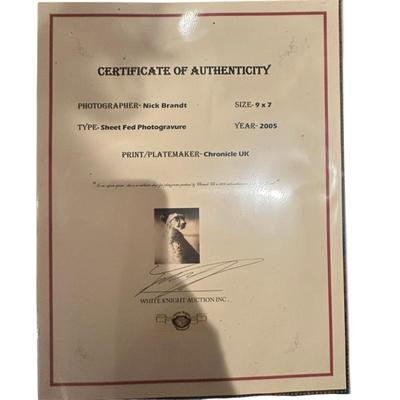 CERTIFICATE OF AUTHENTICITY
PHOTOGRAPHER- Nick Brandt SIZE- 9 x 7
TYPE- Sheet Fed Photogravure YEAR- 2005
PRINT/PLATEMAKER- Chronicle UK
WHITE KNIGHT AUCTION INC.